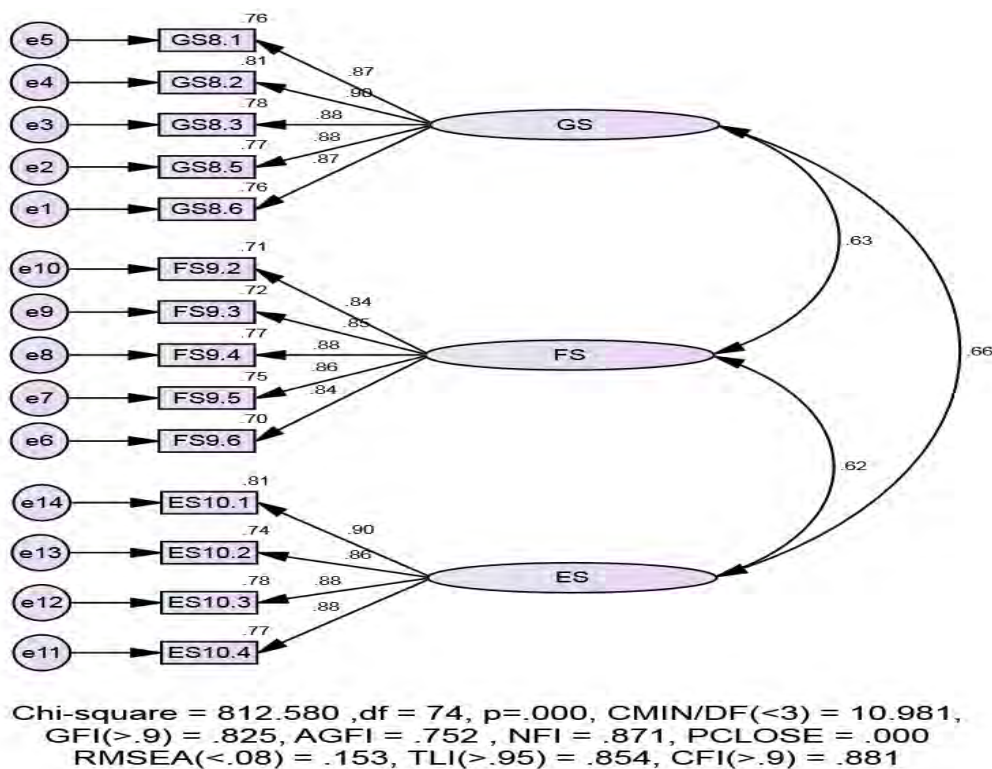 .76
e5 GS8.1
.87
.81
e4 GS8.2
.90
.78
e3 GS8.3
.88
GS
.77
e2 GS8.5
.88
.87
.76
e1 GS8.6
.63
.71
e10 FS9.2
.84
.72
e9 FS9.3
.85
.77
e8 FS9.4
.88
FS
.66
.75
e7 FS9.5
.86
.84
.70
e6 FS9.6
.62
.81
e14 ES10.1
.90
.74
e13 ES10.2
.86
ES
.78
e12 ES10.3
.88
.88
.77
e11 ES10.4
Chi-square = 812.580 ,df = 74, p=.000, CMIN/DF(<3) = 10.981,
GFI(>.9) = .825, AGFI = .752 , NFI = .871, PCLOSE = .000
RMSEA(<.08) = .153, TLI(>.95) = .854, CFI(>.9) = .881